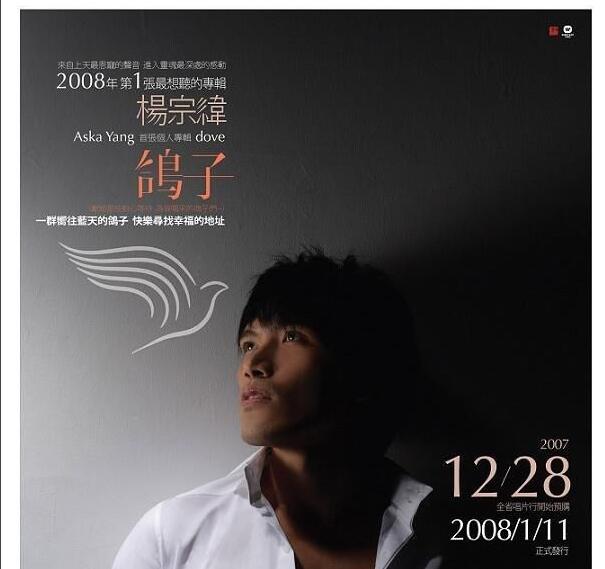 來自上天最恩寵的聲音 進入靈魂最深處的感動
2008年 第1張最想聽的專輯
楊宗緯
Aska Yang 首張個人專輯 dove
鴿子
一群嚮往藍天的鴿子 快樂尋找幸福的地址
2007
12/28
全省唱片行開始預購
2008/1/11
正式發行